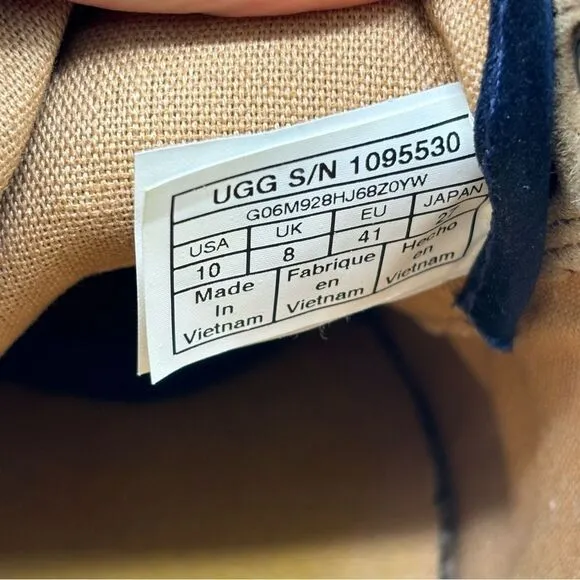 UGG S/N 1095530
G06M928HJ68Z0YW
USA UK EU JAPAN
10 8 41 27
Made Fabrique Hecho
In en en
Vietnam Vietnam Vietnam